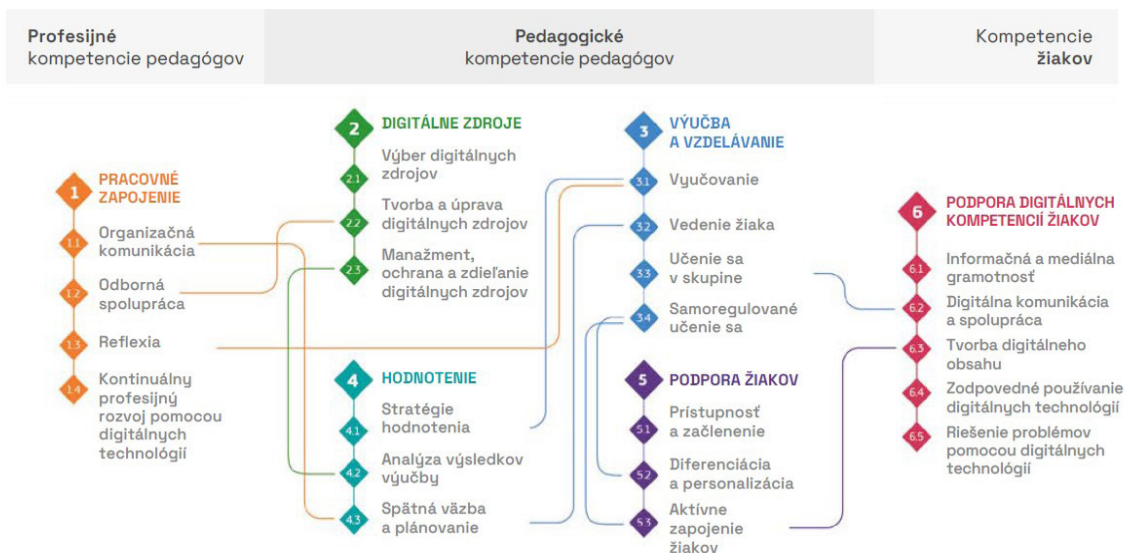 Profesijné
kompetencie pedagógov
Pedagogické
kompetencie pedagógov
Kompetencie
žiakov
1
PRACOVNÉ
ZAPOJENIE
1.1
Organizačná
komunikácia
1.2
Odborná
spolupráca
1.3
Reflexia
1.4
Kontinuálny
profesijný
rozvoj pomocou
digitálnych
technológií
2
DIGITÁLNE ZDROJE
2.1
Výber digitálnych
zdrojov
2.2
Tvorba a úprava
digitálnych zdrojov
2.3
Manažment,
ochrana a zdieľanie
digitálnych zdrojov
4
HODNOTENIE
4.1
Stratégie
hodnotenia
4.2
Analýza výsledkov
výučby
4.3
Spätná väzba
a plánovanie
3
VÝUČBA
A VZDELÁVANIE
3.1
Vyučovanie
3.2
Vedenie žiaka
3.3
Učenie sa
v skupine
3.4
Samoregulované
učenie sa
5
PODPORA ŽIAKOV
5.1
Prístupnosť
a začlenenie
5.2
Diferenciácia
a personalizácia
5.3
Aktívne
zapojenie
žiakov
6
PODPORA DIGITÁLNYCH
KOMPETENCIÍ ŽIAKOV
6.1
Informačná a mediálna
gramotnosť
6.2
Digitálna komunikácia
a spolupráca
6.3
Tvorba digitálneho
obsahu
6.4
Zodpovedné používanie
digitálnych technológií
6.5
Riešenie problémov
pomocou digitálnych
technológií